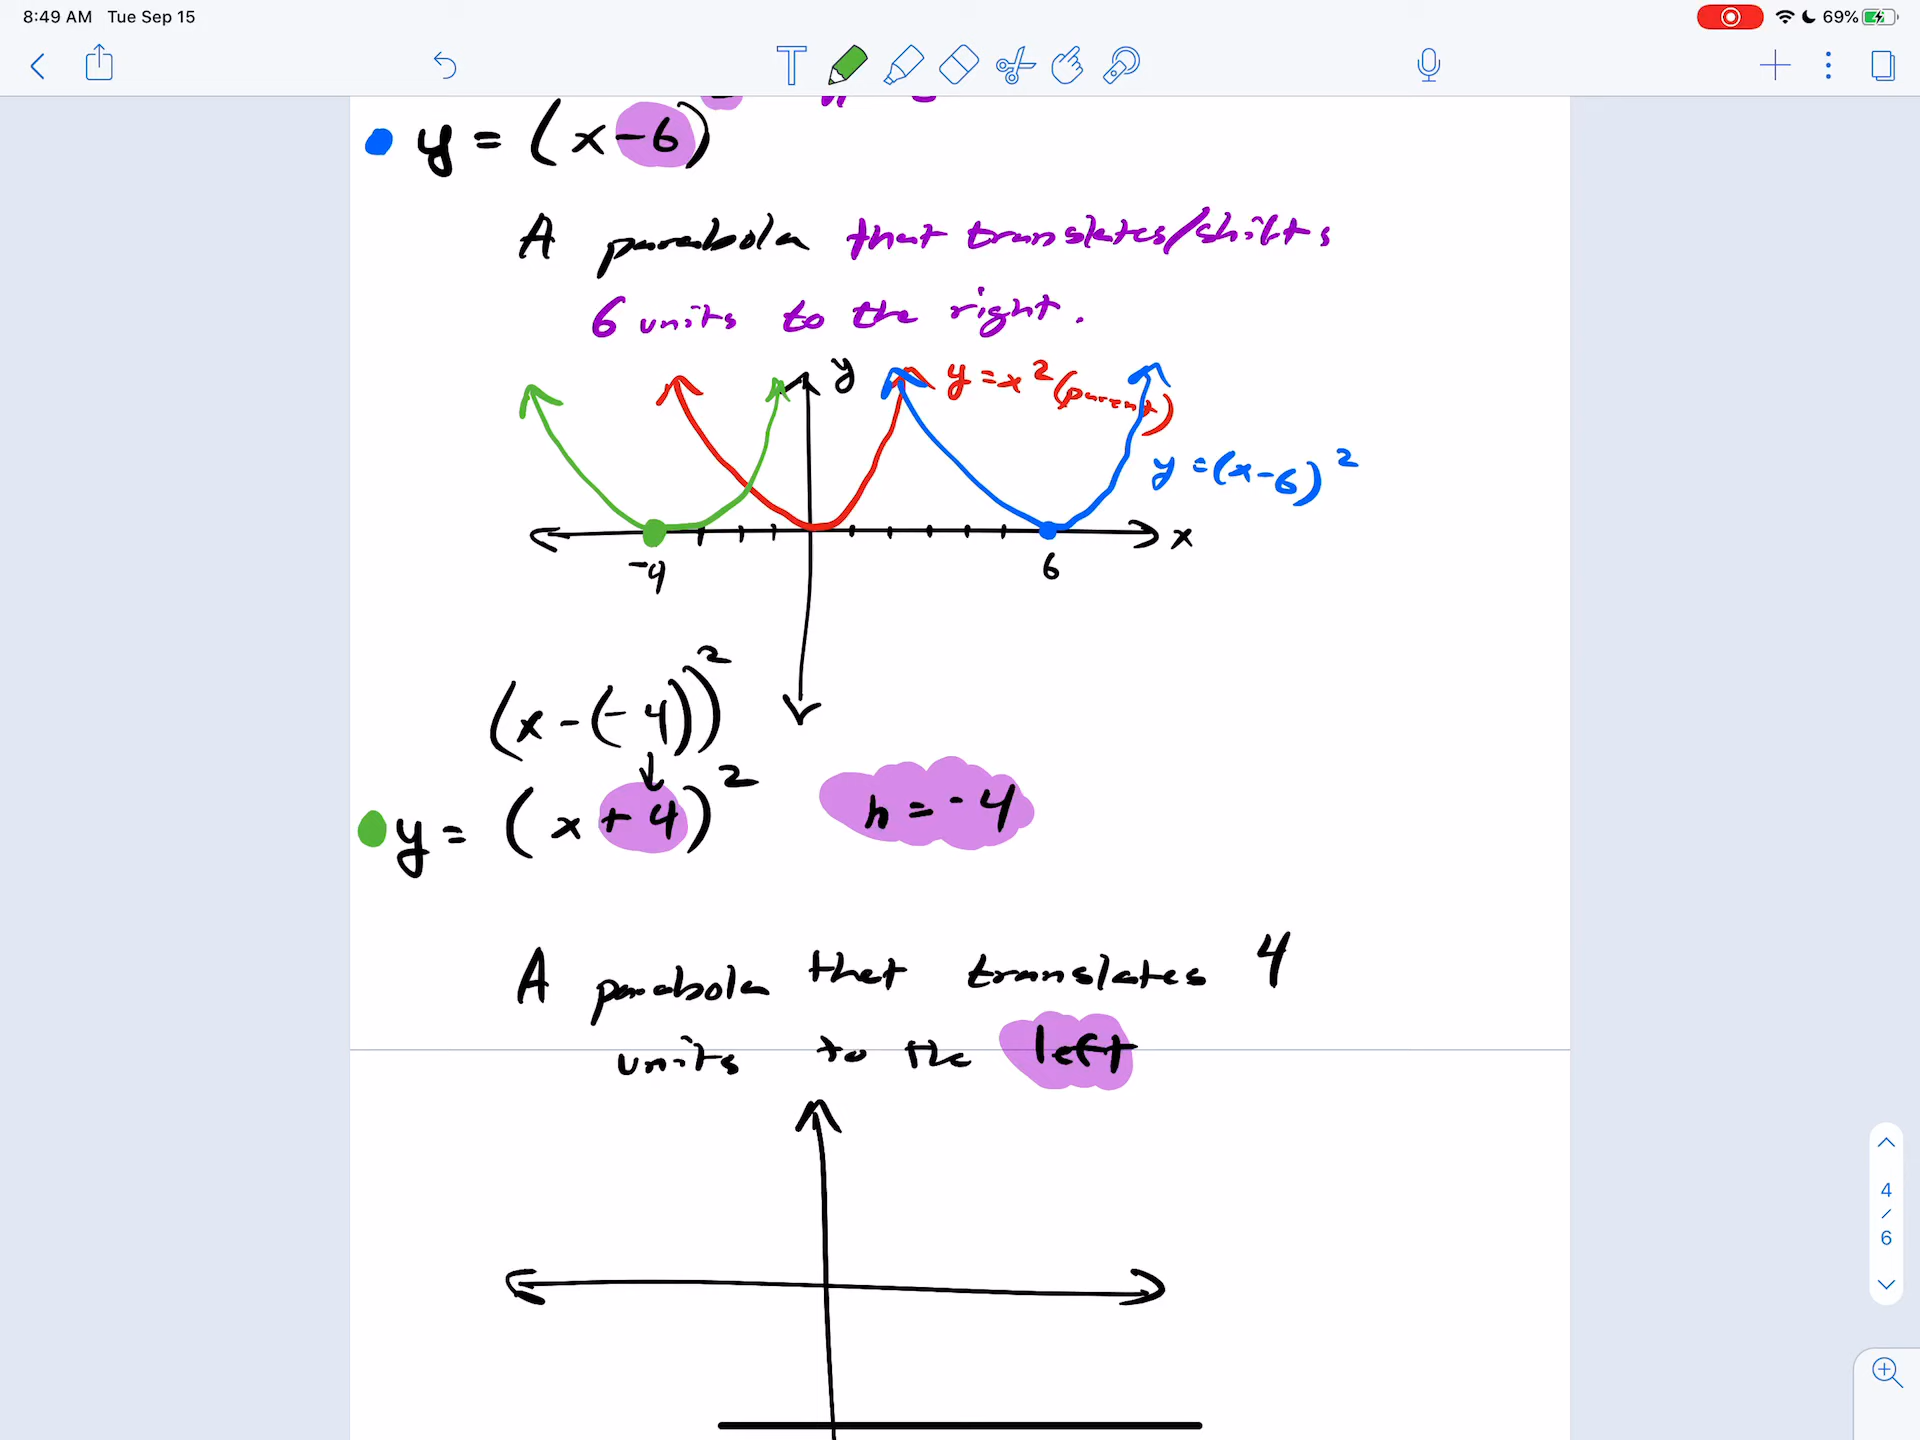 8:49 AM Tue Sep 15
69%
y = (x-6)
A parabola that translates/shifts
6 units to the right.
y
y = x² (parent)
y = (x-6)²
x
-4
6
(x-(-4))²
y = (x+4)²
h = -4
A parabola that translates 4
units to the left
4
/
6